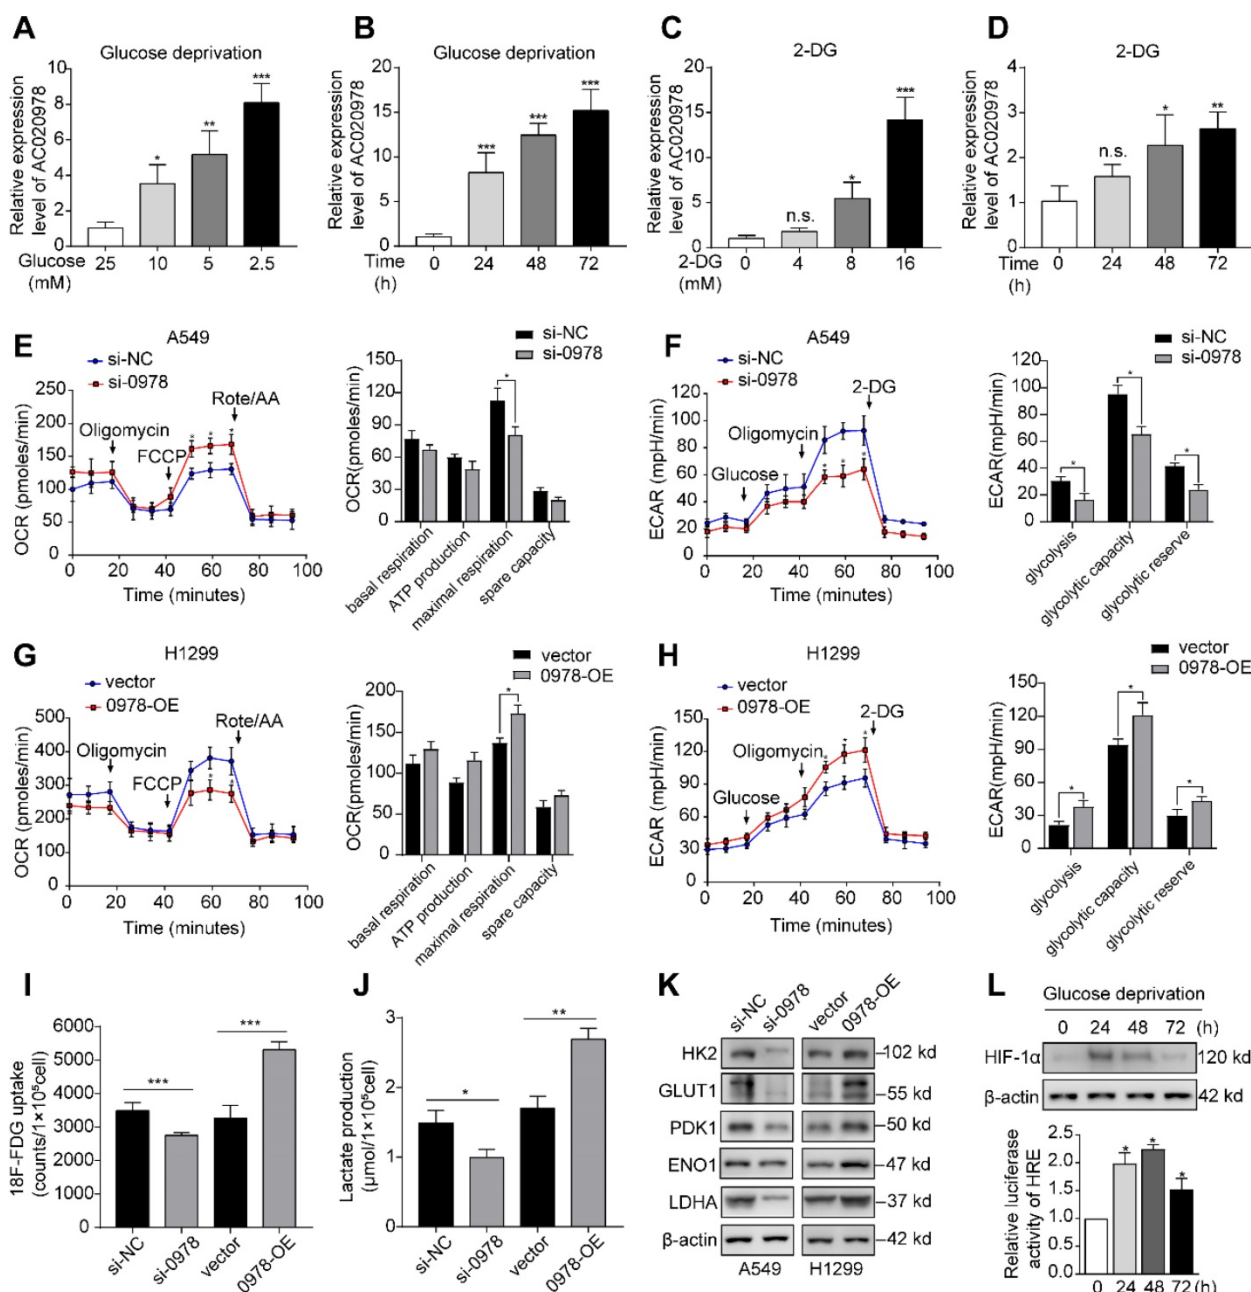 A
Glucose deprivation
Relative expression
level of AC020978
10
8
6
4
2
0
*
**
***
Glucose 25 10 5 2.5
(mM)
B
Glucose deprivation
Relative expression
level of AC020978
20
15
10
5
0
***
***
***
Time 0 24 48 72
(h)
C
2-DG
Relative expression
level of AC020978
20
15
10
5
0
n.s.
*
***
2-DG 0 4 8 16
(mM)
D
2-DG
Relative expression
level of AC020978
4
3
2
1
0
n.s.
*
**
Time 0 24 48 72
(h)
E
A549
si-NC
si-0978
OCR (pmoles/min)
250
200
150
100
50
0
Oligomycin
FCCP
Rote/AA
* * *
0 20 40 60 80 100
Time (minutes)
si-NC
si-0978
OCR(pmoles/min)
150
120
90
60
30
0
*
basal respiration
ATP production
maximal respiration
spare capacity
F
A549
si-NC
si-0978
ECAR (mpH/min)
120
100
80
60
40
20
0
Glucose
Oligomycin
2-DG
* * *
0 20 40 60 80 100
Time (minutes)
si-NC
si-0978
ECAR(mpH/min)
120
100
80
60
40
20
0
*
*
*
glycolysis
glycolytic capacity
glycolytic reserve
G
H1299
vector
0978-OE
OCR (pmoles/min)
500
400
300
200
100
0
Oligomycin
FCCP
Rote/AA
* * *
0 20 40 60 80 100
Time (minutes)
vector
0978-OE
OCR(pmoles/min)
200
150
100
50
0
*
basal respiration
ATP production
maximal respiration
spare capacity
H
H1299
vector
0978-OE
ECAR (mpH/min)
150
120
90
60
30
0
Glucose
Oligomycin
2-DG
* * *
0 20 40 60 80 100
Time (minutes)
vector
0978-OE
ECAR(mpH/min)
150
120
90
60
30
0
*
*
*
glycolysis
glycolytic capacity
glycolytic reserve
I
18F-FDG uptake
(counts/1×10⁵cell)
6000
5000
4000
3000
2000
1000
0
***
***
si-NC
si-0978
vector
0978-OE
J
Lactate production
(μmol/1×10⁵cell)
3
2
1
0
*
**
si-NC
si-0978
vector
0978-OE
K
si-NC
si-0978
vector
0978-OE
HK2 102 kd
GLUT1 55 kd
PDK1 50 kd
ENO1 47 kd
LDHA 37 kd
β-actin 42 kd
A549 H1299
L
Glucose deprivation
0 24 48 72 (h)
HIF-1α 120 kd
β-actin 42 kd
Relative luciferase
activity of HRE
2.5
2.0
1.5
1.0
0.5
0.0
*
*
*
0 24 48 72 (h)